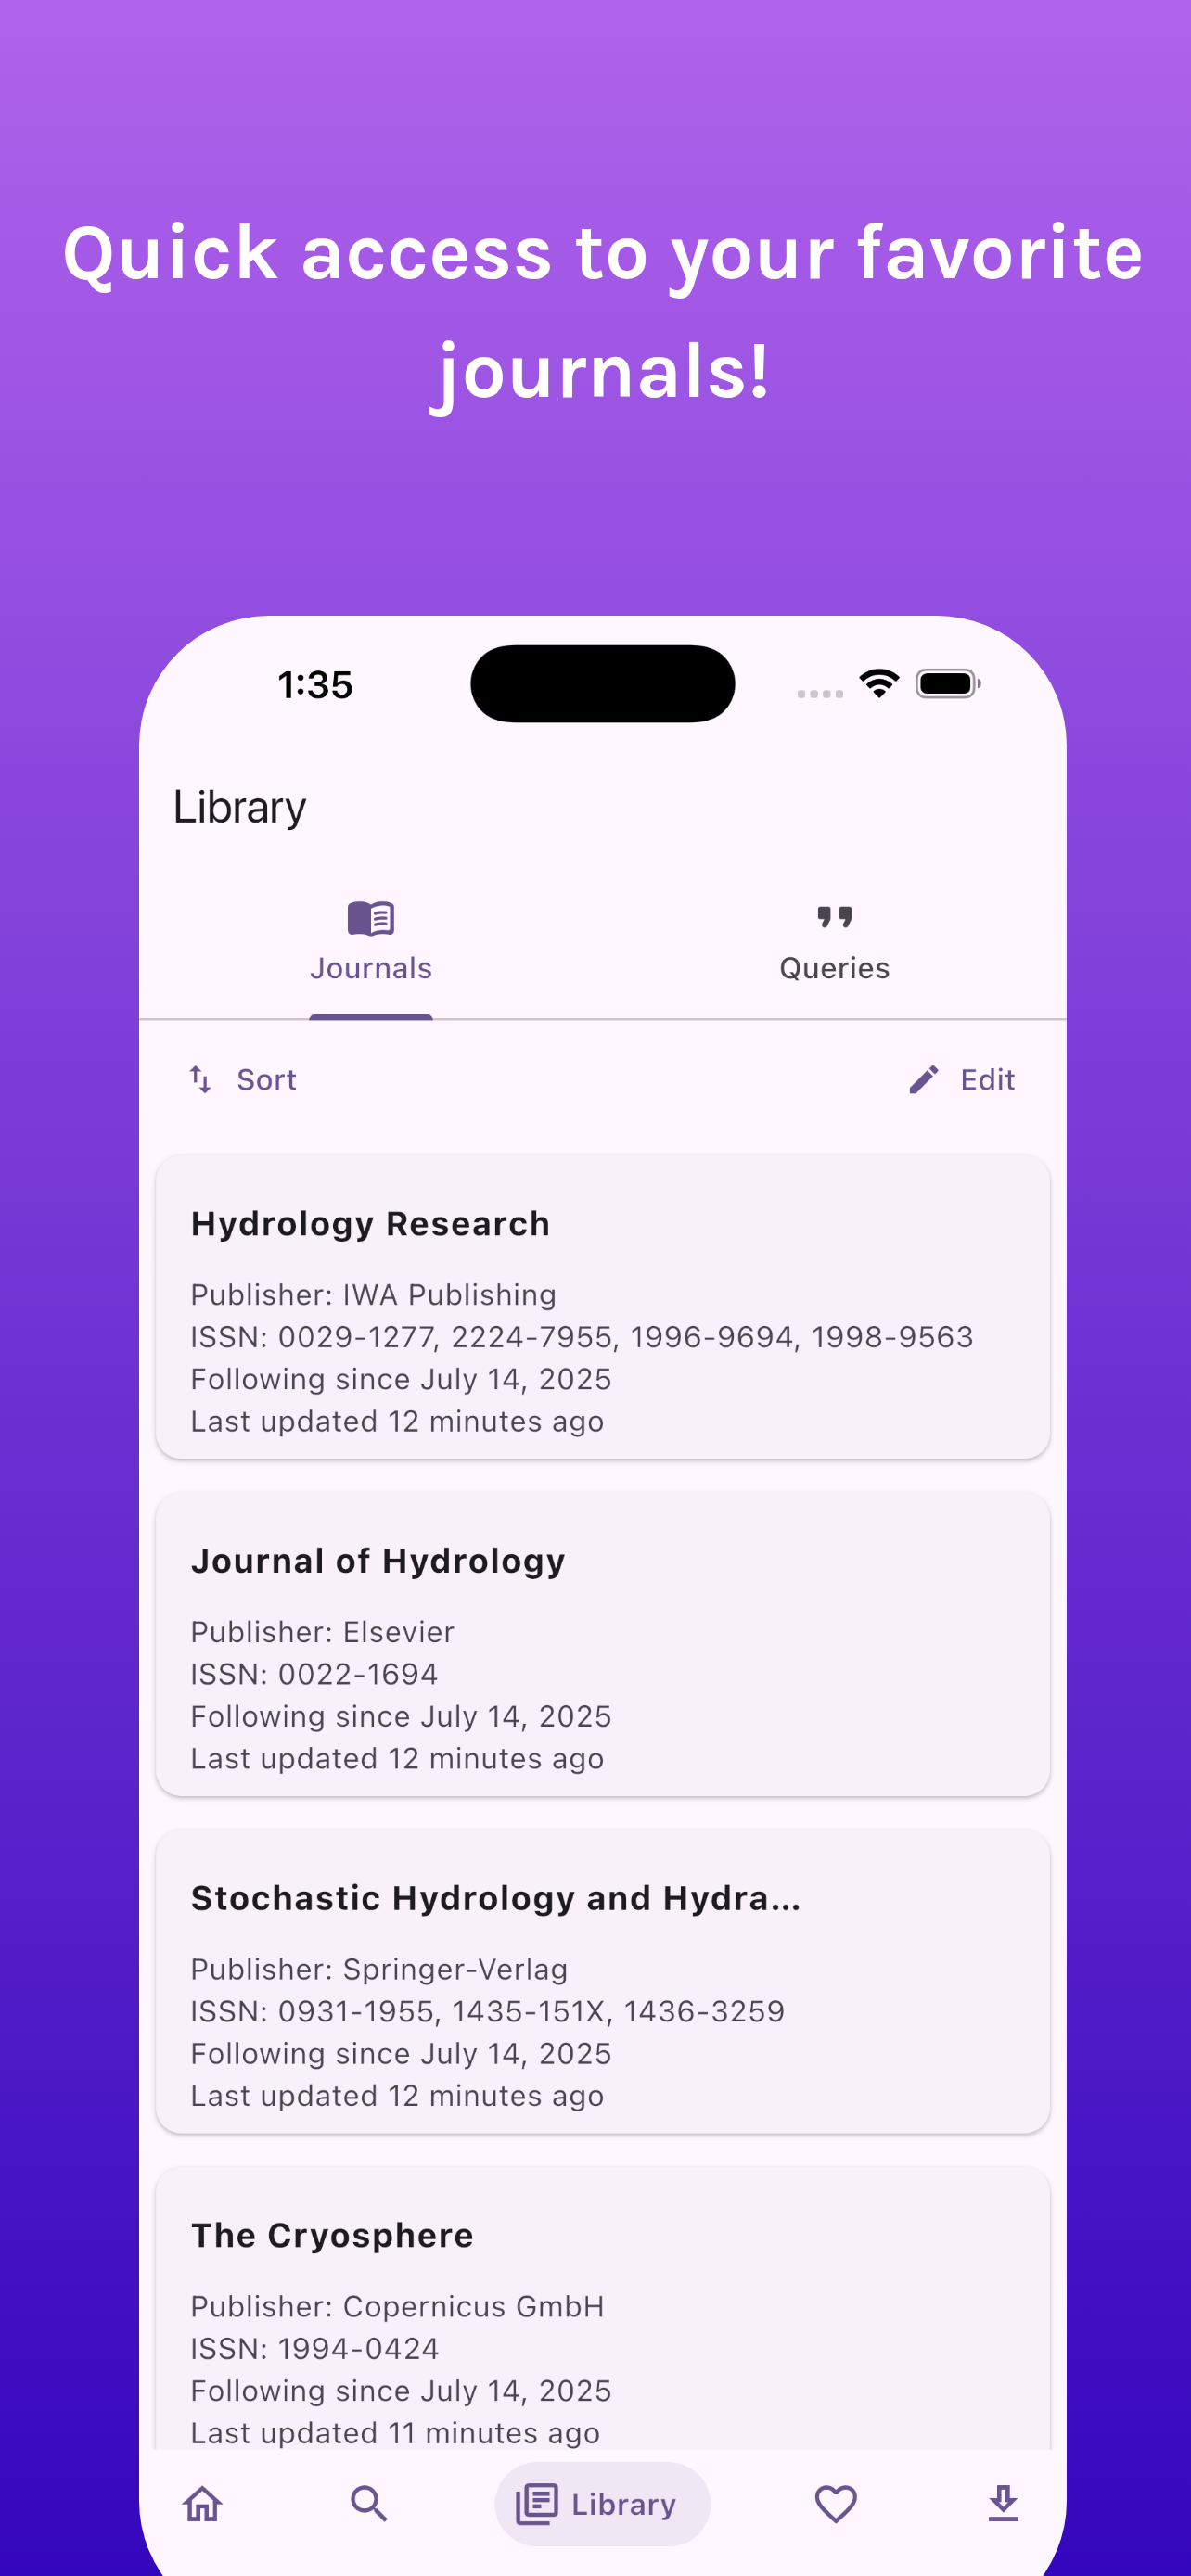 Quick access to your favorite
journals!
1:35
Library
Journals
Queries
Sort
Edit
Hydrology Research
Publisher: IWA Publishing
ISSN: 0029-1277, 2224-7955, 1996-9694, 1998-9563
Following since July 14, 2025
Last updated 12 minutes ago
Journal of Hydrology
Publisher: Elsevier
ISSN: 0022-1694
Following since July 14, 2025
Last updated 12 minutes ago
Stochastic Hydrology and Hydra...
Publisher: Springer-Verlag
ISSN: 0931-1955, 1435-151X, 1436-3259
Following since July 14, 2025
Last updated 12 minutes ago
The Cryosphere
Publisher: Copernicus GmbH
ISSN: 1994-0424
Following since July 14, 2025
Last updated 11 minutes ago
Library